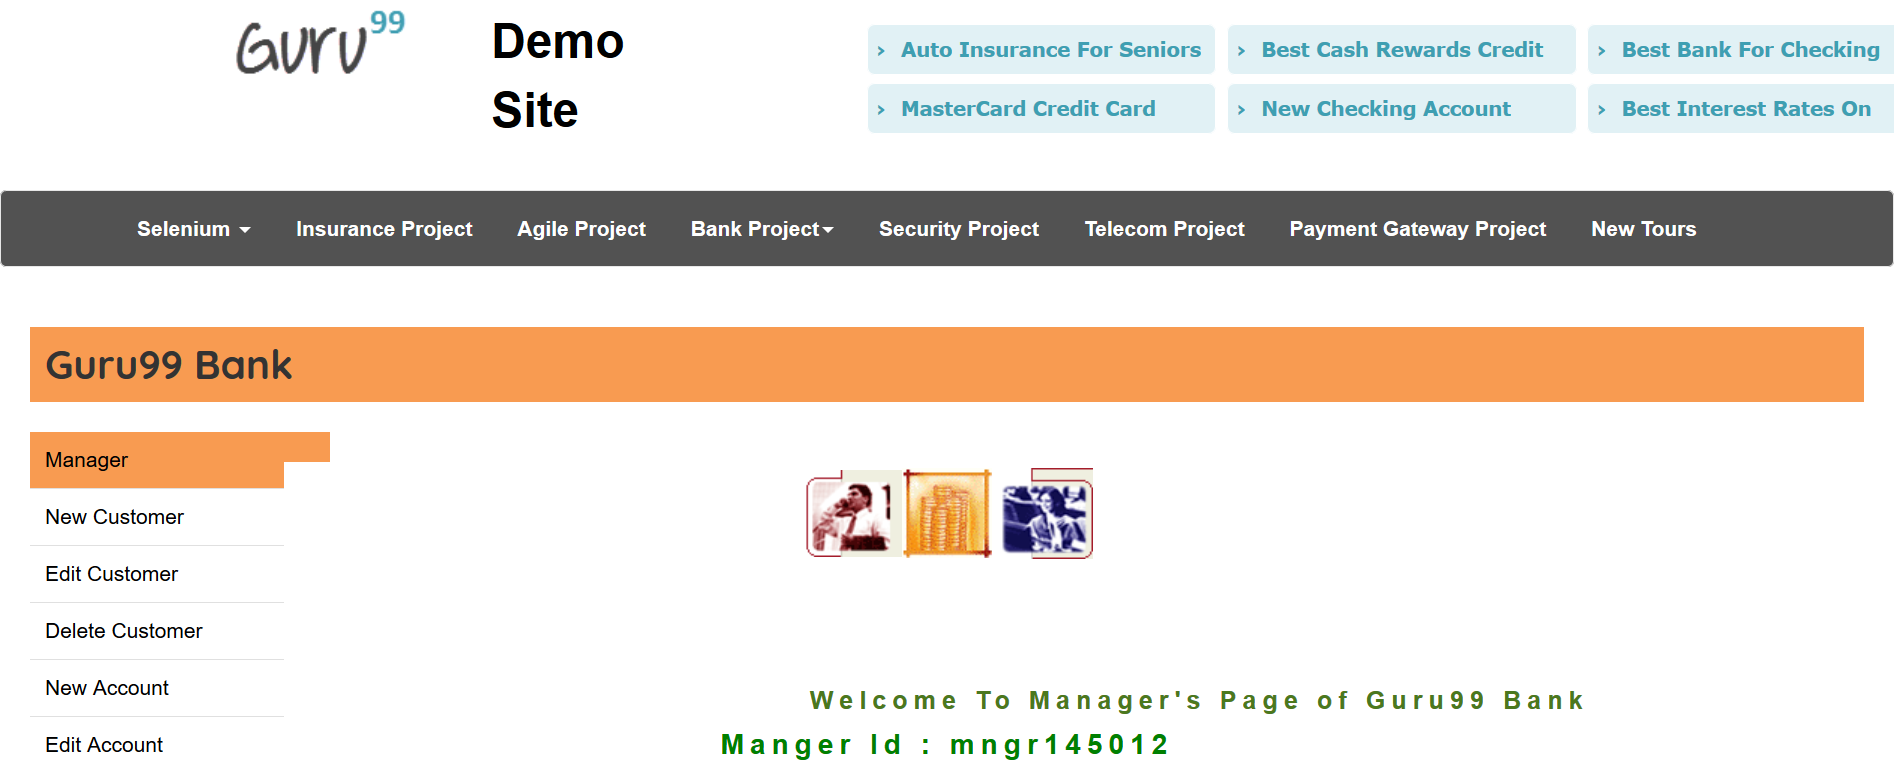 Guru99
Demo
Site
› Auto Insurance For Seniors
› Best Cash Rewards Credit
› Best Bank For Checking
› MasterCard Credit Card
› New Checking Account
› Best Interest Rates On
Selenium Insurance Project Agile Project Bank Project Security Project Telecom Project Payment Gateway Project New Tours
Guru99 Bank
Manager
New Customer
Edit Customer
Delete Customer
New Account
Edit Account
Welcome To Manager's Page of Guru99 Bank
Manger Id : mngr145012